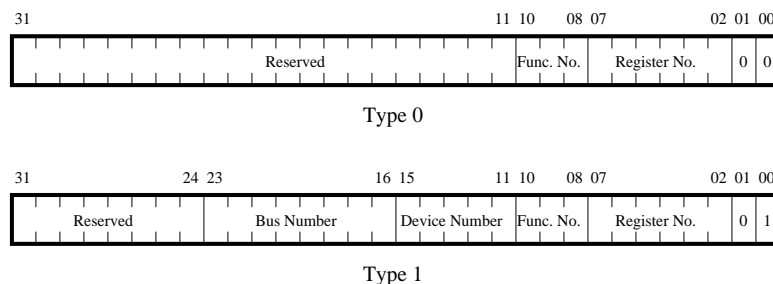 31 11 10 08 07 02 01 00
Reserved Func. No. Register No. 0 0
Type 0
31 24 23 16 15 11 10 08 07 02 01 00
Reserved Bus Number Device Number Func. No. Register No. 0 1
Type 1